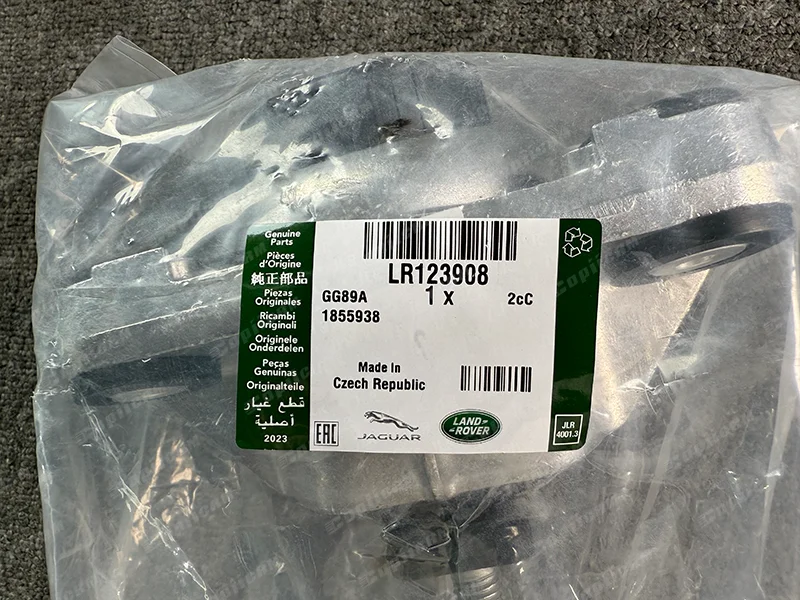 Genuine
Parts
Pièces
d'Origine
純正部品
Piezas
Originales
Ricambi
Originali
Originele
Onderdelen
Peças
Genuínas
Originalteile
قطع غيار
أصلية
2023
LR123908
GG89A
1 x
2cC
1855938
Made In
Czech Republic
EAC
JAGUAR
LAND
ROVER
JLR
4001.3